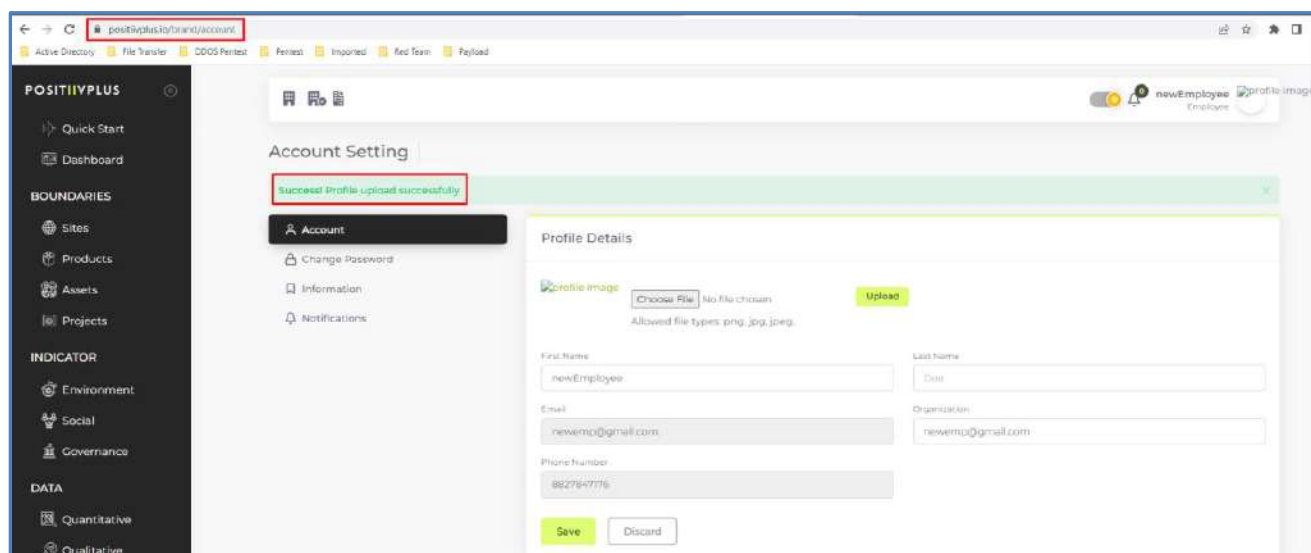 positiivplus.io/brand/account
Active Directory File Transfer DDOS Pentest Pentest Imported Red Team Payload
POSITIIVPLUS
newEmployee profile image
Employee
Quick Start
Dashboard
Account Setting
Success! Profile upload successfully
BOUNDARIES
Sites
Products
Assets
Projects
Account
Change Password
Information
Notifications
Profile Details
profile image
Choose File No file chosen
Upload
Allowed file types: png, jpg, jpeg.
INDICATOR
Environment
Social
Governance
First Name Last Name
newEmployee Doe
Email Organization
newemp@gmail.com newemp@gmail.com
Phone Number
8827847176
DATA
Quantitative
Qualitative
Save Discard